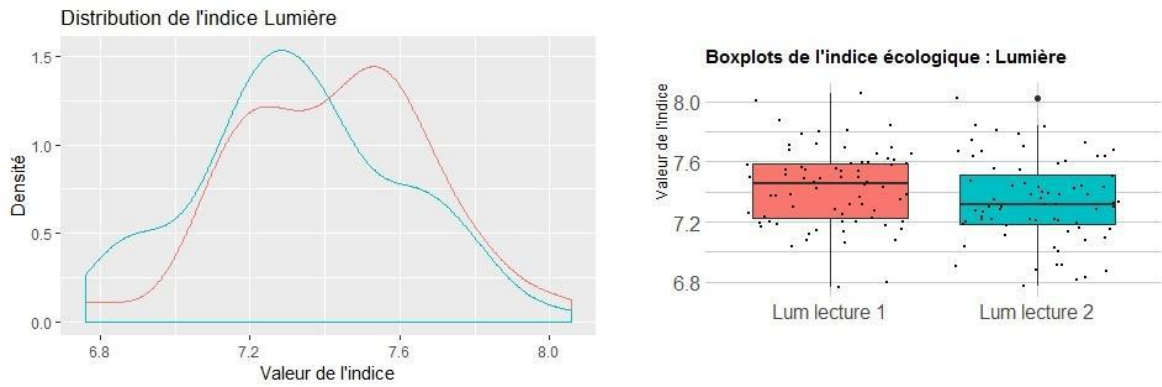 Distribution de l'indice Lumière
Densité
1.5
1.0
0.5
0.0
6.8
7.2
7.6
8.0
Valeur de l'indice
Boxplots de l'indice écologique : Lumière
Valeur de l'indice
8.0
7.6
7.2
6.8
Lum lecture 1
Lum lecture 2